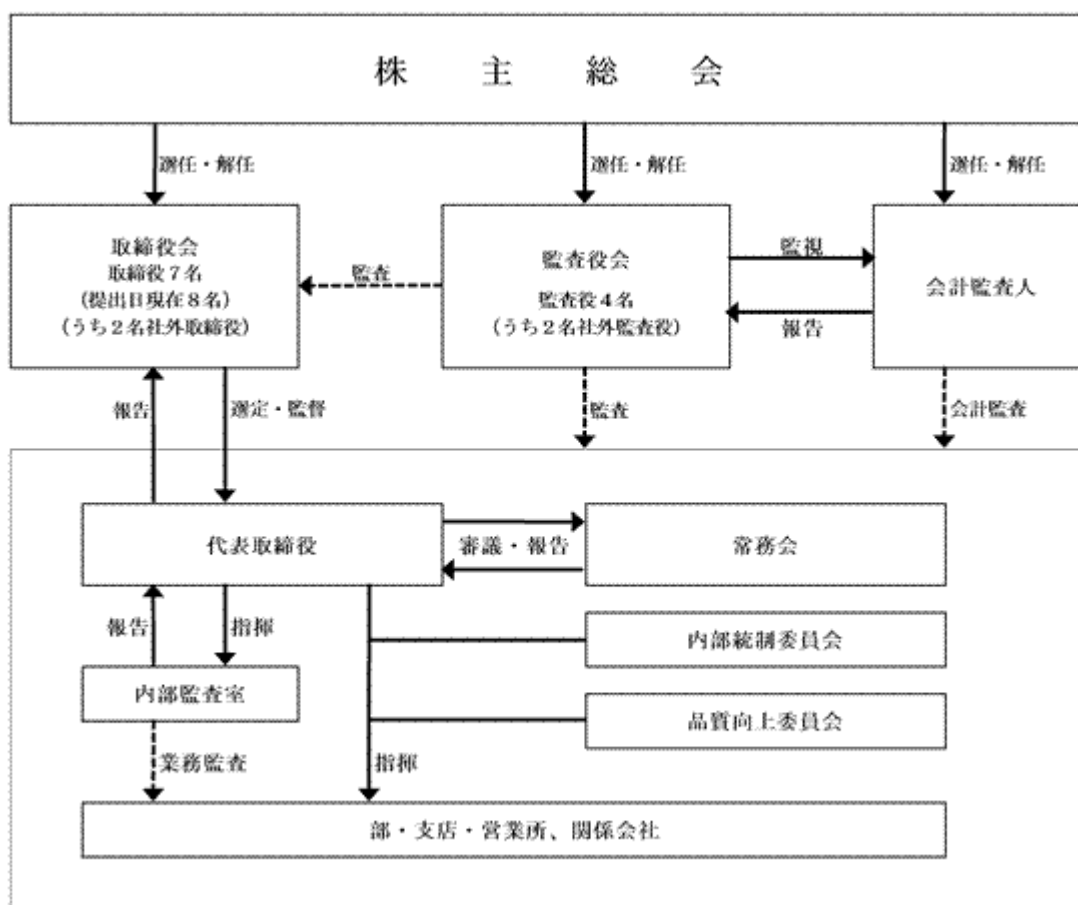 株主総会
選任・解任
選任・解任
選任・解任
取締役会
取締役7名
(提出日現在8名)
(うち2名社外取締役)
監査
監査役会
監査役4名
(うち2名社外監査役)
監視
報告
会計監査人
報告
選定・監督
監査
会計監査
代表取締役
審議・報告
常務会
報告
指揮
内部統制委員会
内部監査室
品質向上委員会
業務監査
指揮
部・支店・営業所、関係会社